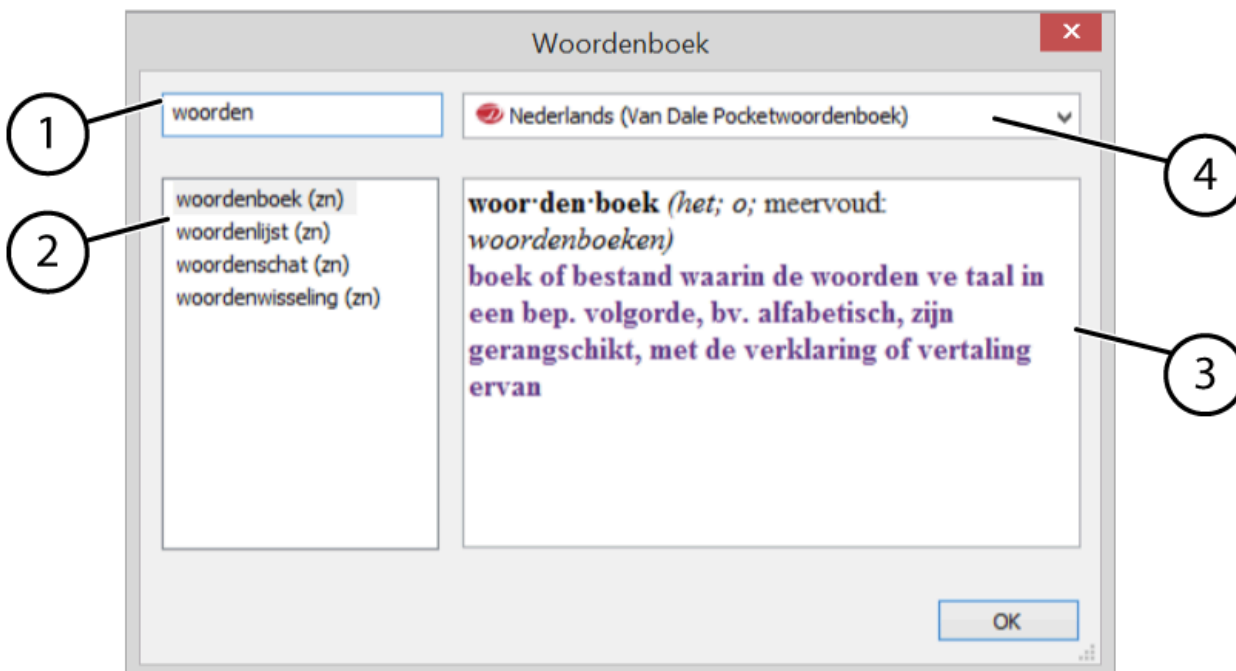 Woordenboek
1
woorden
Nederlands (Van Dale Pocketwoordenboek)
4
2
woordenboek (zn)
woordenlijst (zn)
woordenschat (zn)
woordenwisseling (zn)
woor·den·boek (het; o; meervoud:
woordenboeken)
boek of bestand waarin de woorden ve taal in
een bep. volgorde, bv. alfabetisch, zijn
gerangschikt, met de verklaring of vertaling
ervan
3
OK